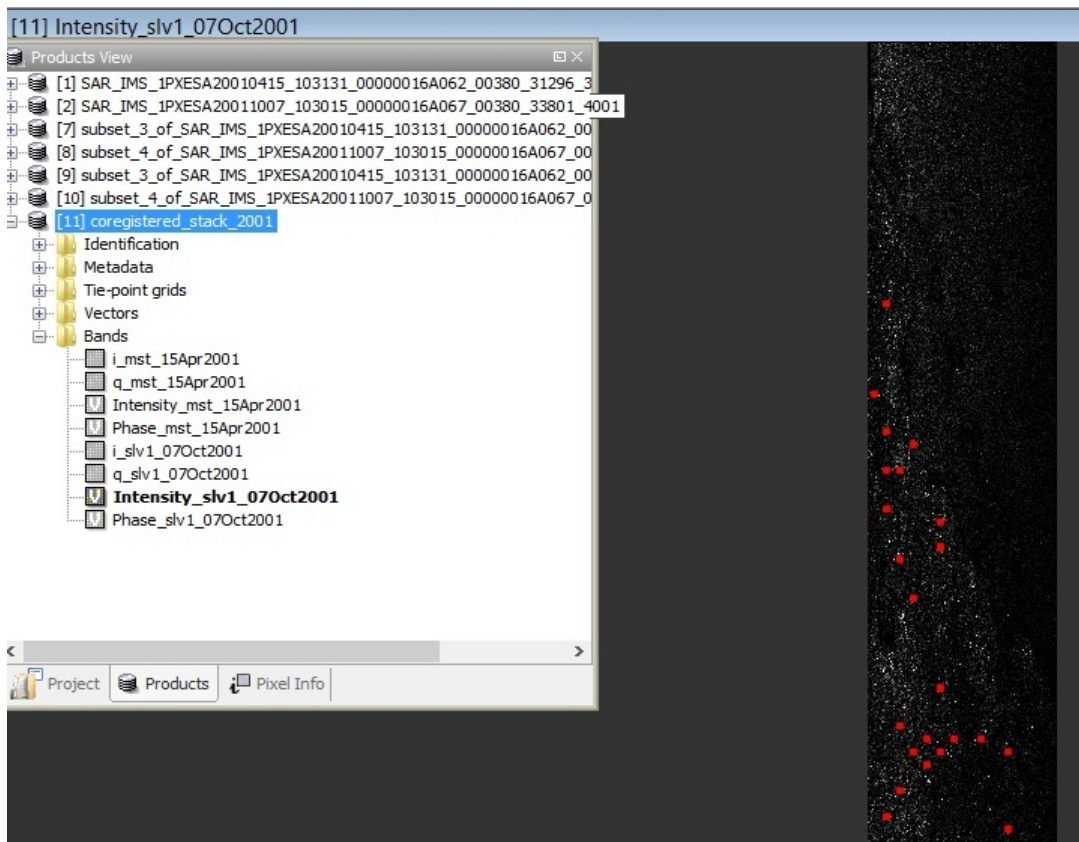 [11] Intensity_slv1_07Oct2001
Products View
[1] SAR_IMS_1PXESA20010415_103131_00000016A062_00380_31296_3
[2] SAR_IMS_1PXESA20011007_103015_00000016A067_00380_33801_4001
[7] subset_3_of_SAR_IMS_1PXESA20010415_103131_00000016A062_00
[8] subset_4_of_SAR_IMS_1PXESA20011007_103015_00000016A067_00
[9] subset_3_of_SAR_IMS_1PXESA20010415_103131_00000016A062_00
[10] subset_4_of_SAR_IMS_1PXESA20011007_103015_00000016A067_0
[11] coregistered_stack_2001
Identification
Metadata
Tie-point grids
Vectors
Bands
i_mst_15Apr2001
q_mst_15Apr2001
Intensity_mst_15Apr2001
Phase_mst_15Apr2001
i_slv1_07Oct2001
q_slv1_07Oct2001
Intensity_slv1_07Oct2001
Phase_slv1_07Oct2001
Project Products Pixel Info